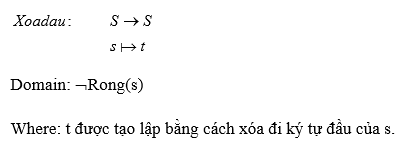 Xoadau: S → S
s ↦ t
Domain: ¬Rong(s)
Where: t được tạo lập bằng cách xóa đi ký tự đầu của s.